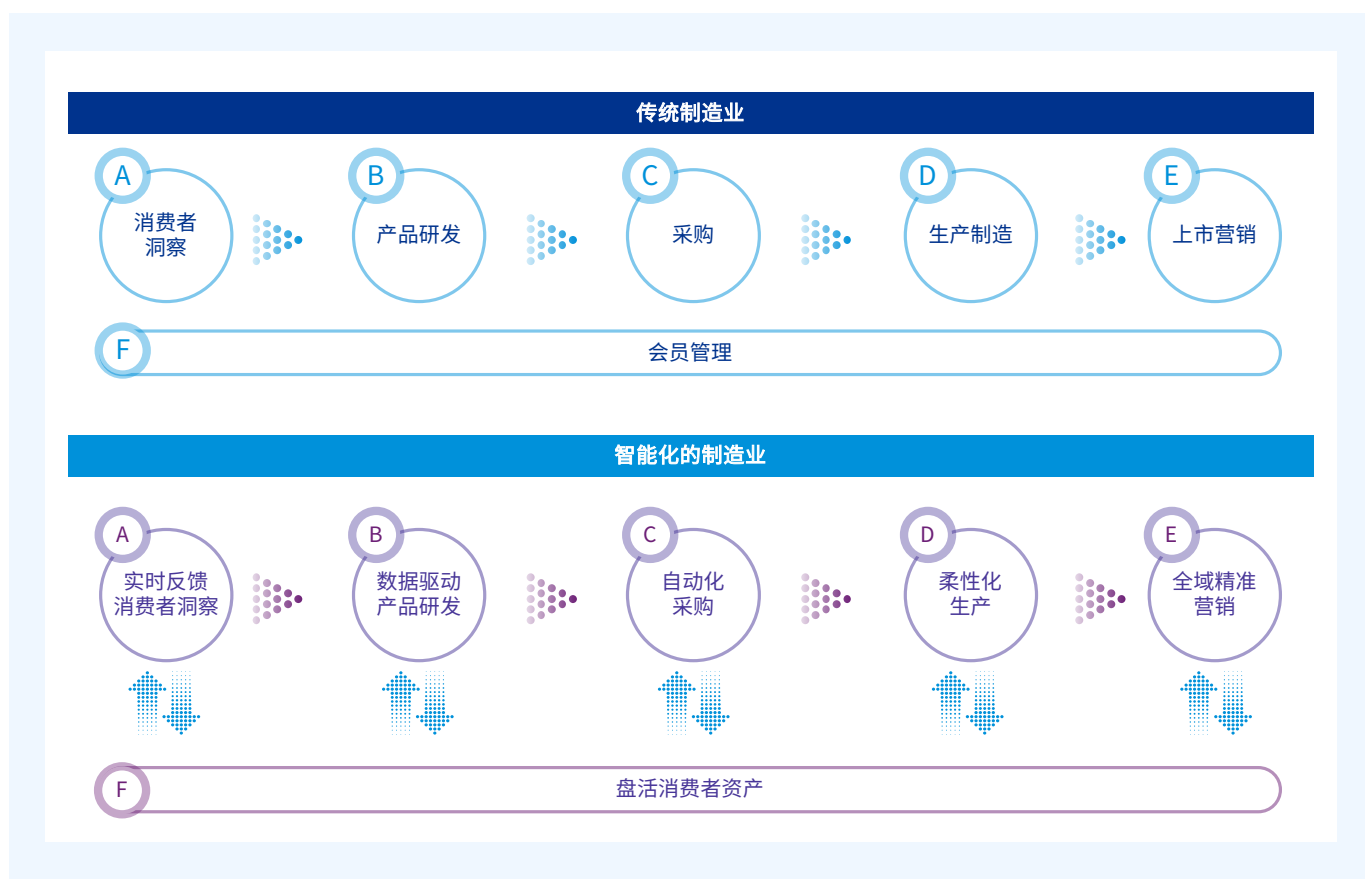 传统制造业
A
消费者
洞察
B
产品研发
C
采购
D
生产制造
E
上市营销
F
会员管理
智能化的制造业
A
实时反馈
消费者洞察
B
数据驱动
产品研发
C
自动化
采购
D
柔性化
生产
E
全域精准
营销
F
盘活消费者资产